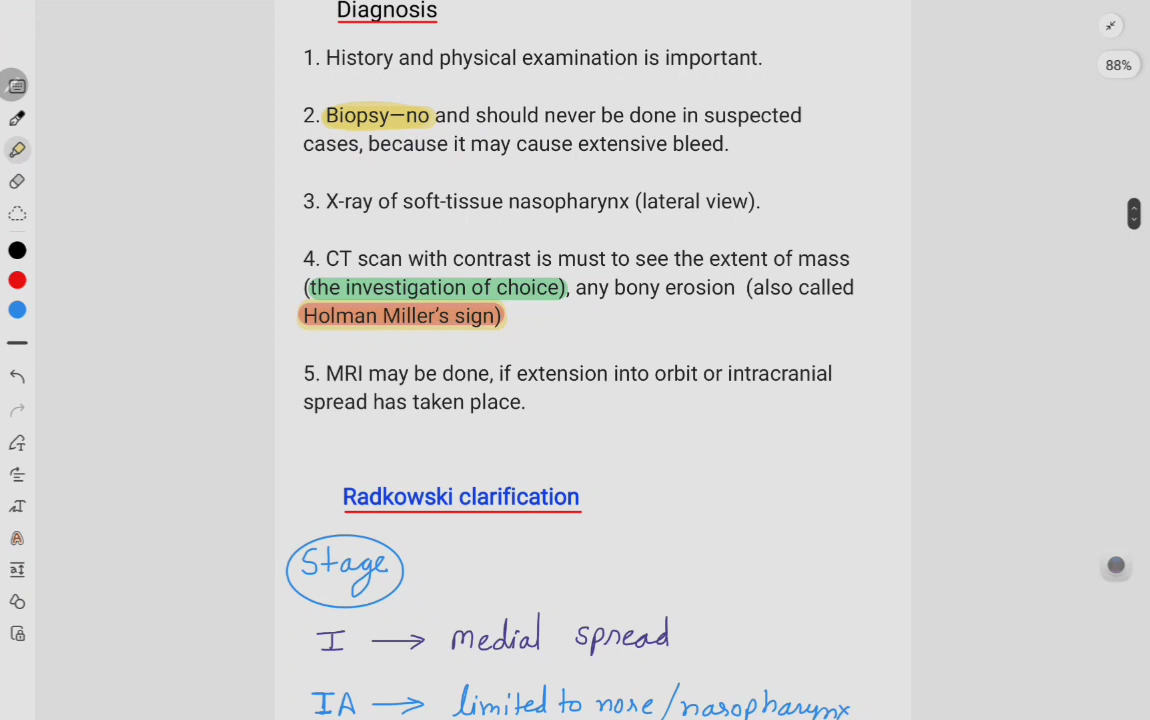 Diagnosis
88%
1. History and physical examination is important.
2. Biopsy—no and should never be done in suspected
cases, because it may cause extensive bleed.
3. X-ray of soft-tissue nasopharynx (lateral view).
4. CT scan with contrast is must to see the extent of mass
(the investigation of choice), any bony erosion (also called
Holman Miller's sign)
5. MRI may be done, if extension into orbit or intracranial
spread has taken place.
Radkowski clarification
Stage
I → medial spread
IA → limited to nose/nasopharynx